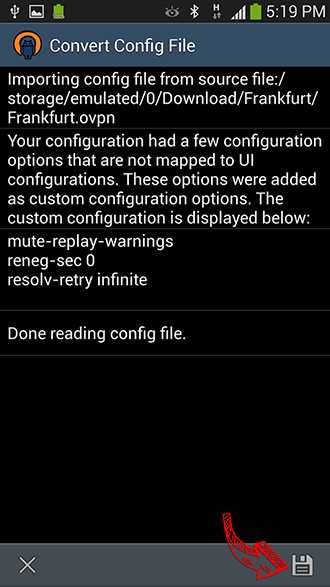 H 5:19 PM
Convert Config File
Importing config file from source file:/
storage/emulated/0/Download/Frankfurt/
Frankfurt.ovpn
Your configuration had a few configuration
options that are not mapped to UI
configurations. These options were added
as custom configuration options. The
custom configuration is displayed below:
mute-replay-warnings
reneg-sec 0
resolv-retry infinite
Done reading config file.